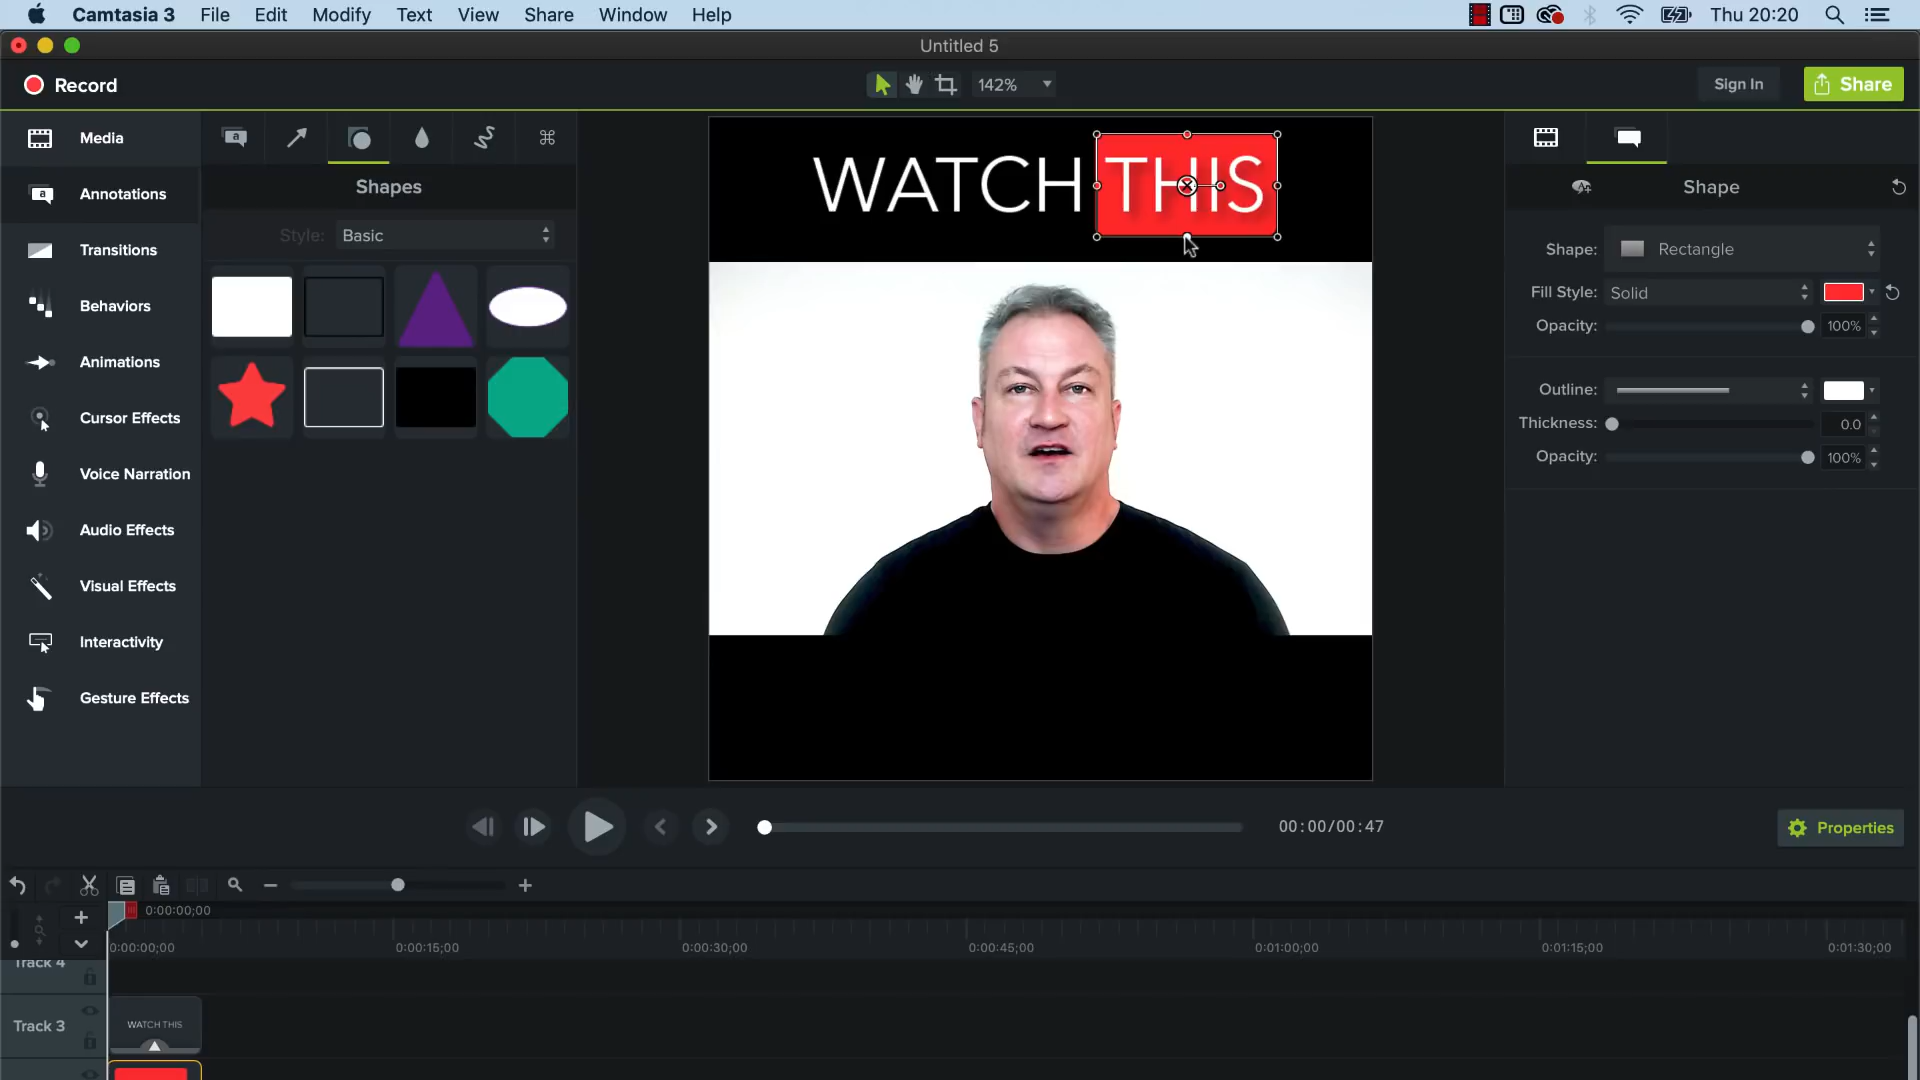 Camtasia 3 File Edit Modify Text View Share Window Help Thu 20:20
Untitled 5
Record 142% Sign In Share
Media
Annotations
Transitions
Behaviors
Animations
Cursor Effects
Voice Narration
Audio Effects
Visual Effects
Interactivity
Gesture Effects
Shapes
Style: Basic
WATCH THIS
Shape
Shape: Rectangle
Fill Style: Solid
Opacity: 100%
Outline:
Thickness: 0.0
Opacity: 100%
00:00/00:47
Properties
0:00:00;00
0:00:00;00 0:00:15;00 0:00:30;00 0:00:45;00 0:01:00;00 0:01:15;00 0:01:30;00
Track 4
Track 3
WATCH THIS